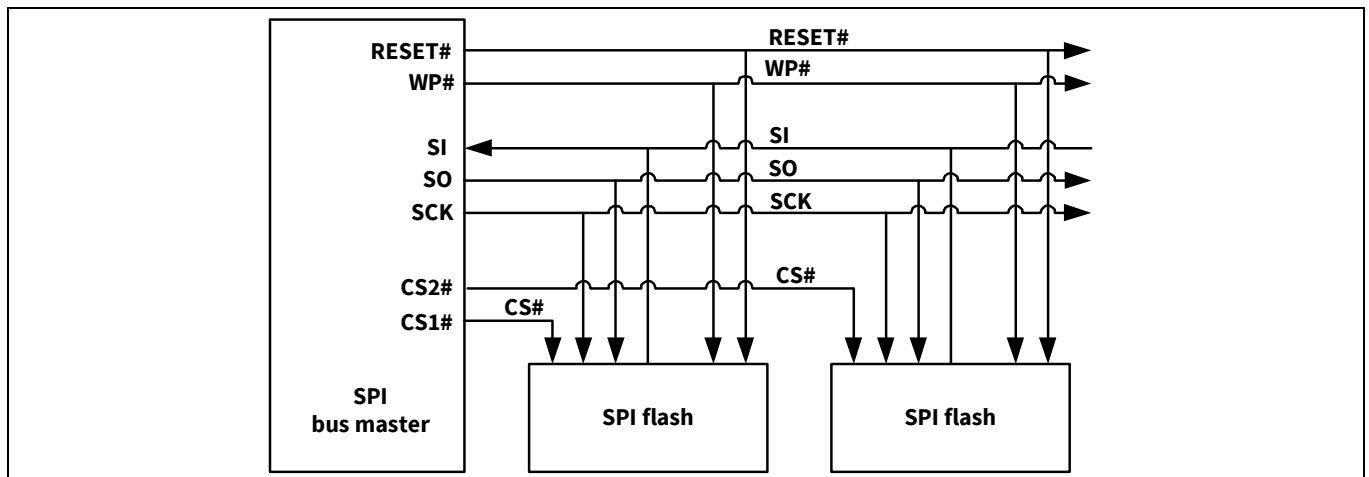 RESET#
RESET#
WP#
WP#
SI
SI
SO
SO
SCK
SCK
CS2#
CS#
CS1#
CS#
SPI
bus master
SPI flash
SPI flash